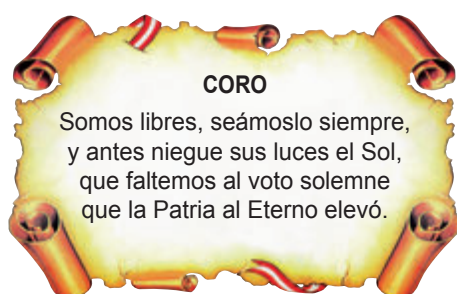 CORO
Somos libres, seámoslo siempre,
y antes niegue sus luces el Sol,
que faltemos al voto solemne
que la Patria al Eterno elevó.